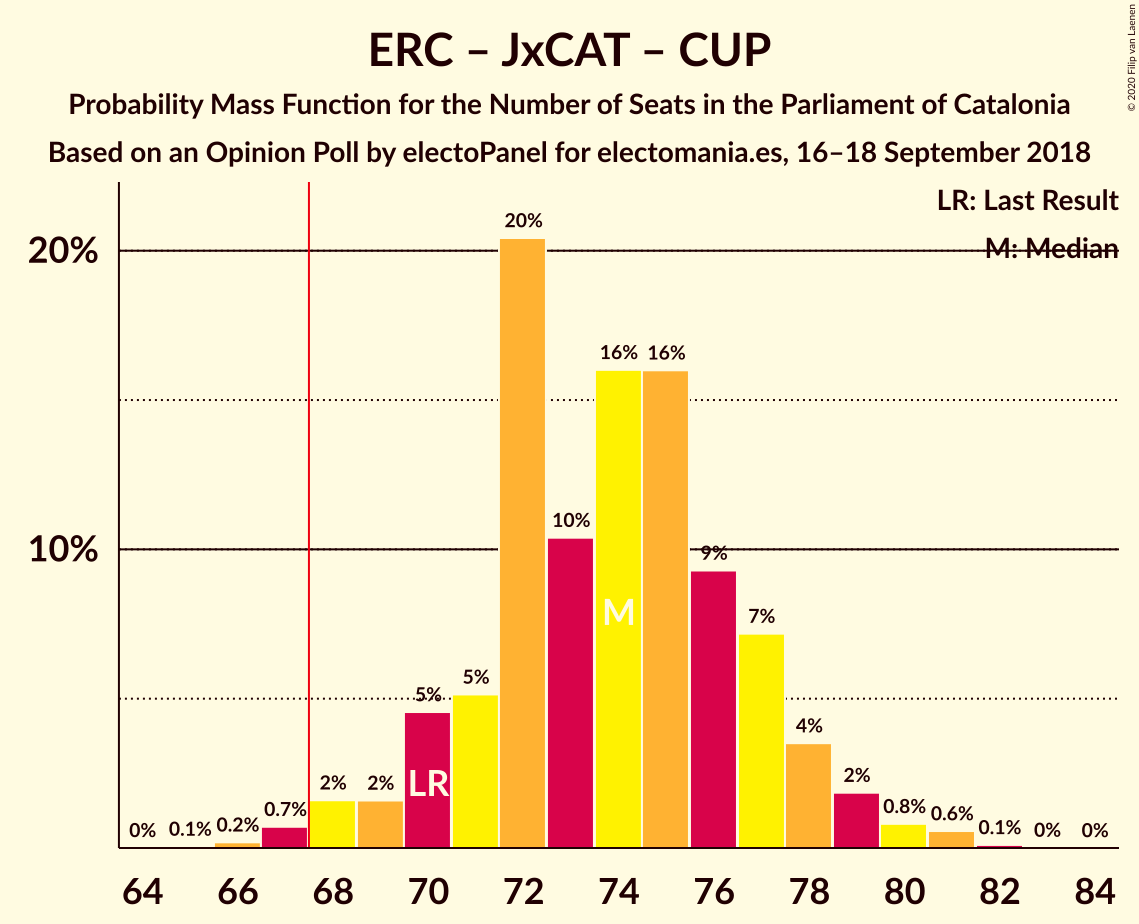 ERC – JxCAT – CUP
Probability Mass Function for the Number of Seats in the Parliament of Catalonia
Based on an Opinion Poll by electoPanel for electomania.es, 16–18 September 2018
© 2020 Filip van Laenen
LR: Last Result
M: Median
20%
10%
0% 0.1% 0.2% 0.7% 2% 2% 5% 5% 20% 10% 16% 16% 9% 7% 4% 2% 0.8% 0.6% 0.1% 0% 0%
LR
M
64 66 68 70 72 74 76 78 80 82 84